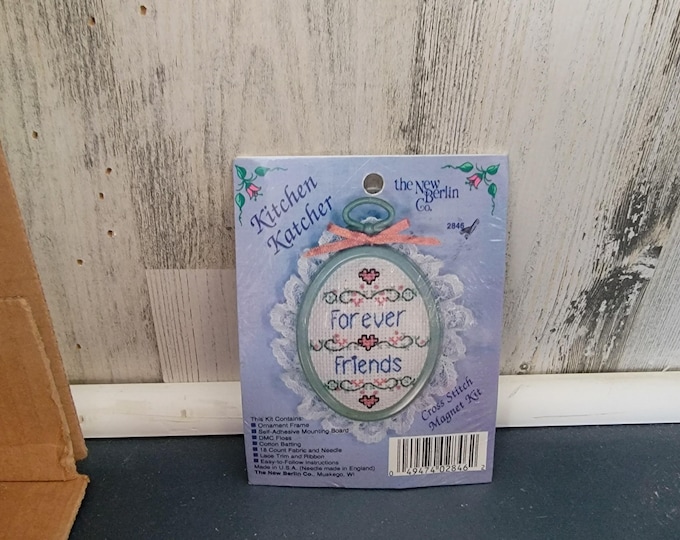 Kitchen
Katcher
the New
Berlin
Co.
2846
Forever
Friends
Cross Stitch
Magnet Kit
This Kit Contains:
■ Ornament Frame
■ Self-Adhesive Mounting Board
■ DMC Floss
■ Cotton Batting
■ 18 Count Fabric and Needle
■ Lace Trim and Ribbon
■ Easy-to-Follow Instructions
Made in U.S.A. (Needle made in England)
The New Berlin Co., Muskego, WI
0 49474 02846 2